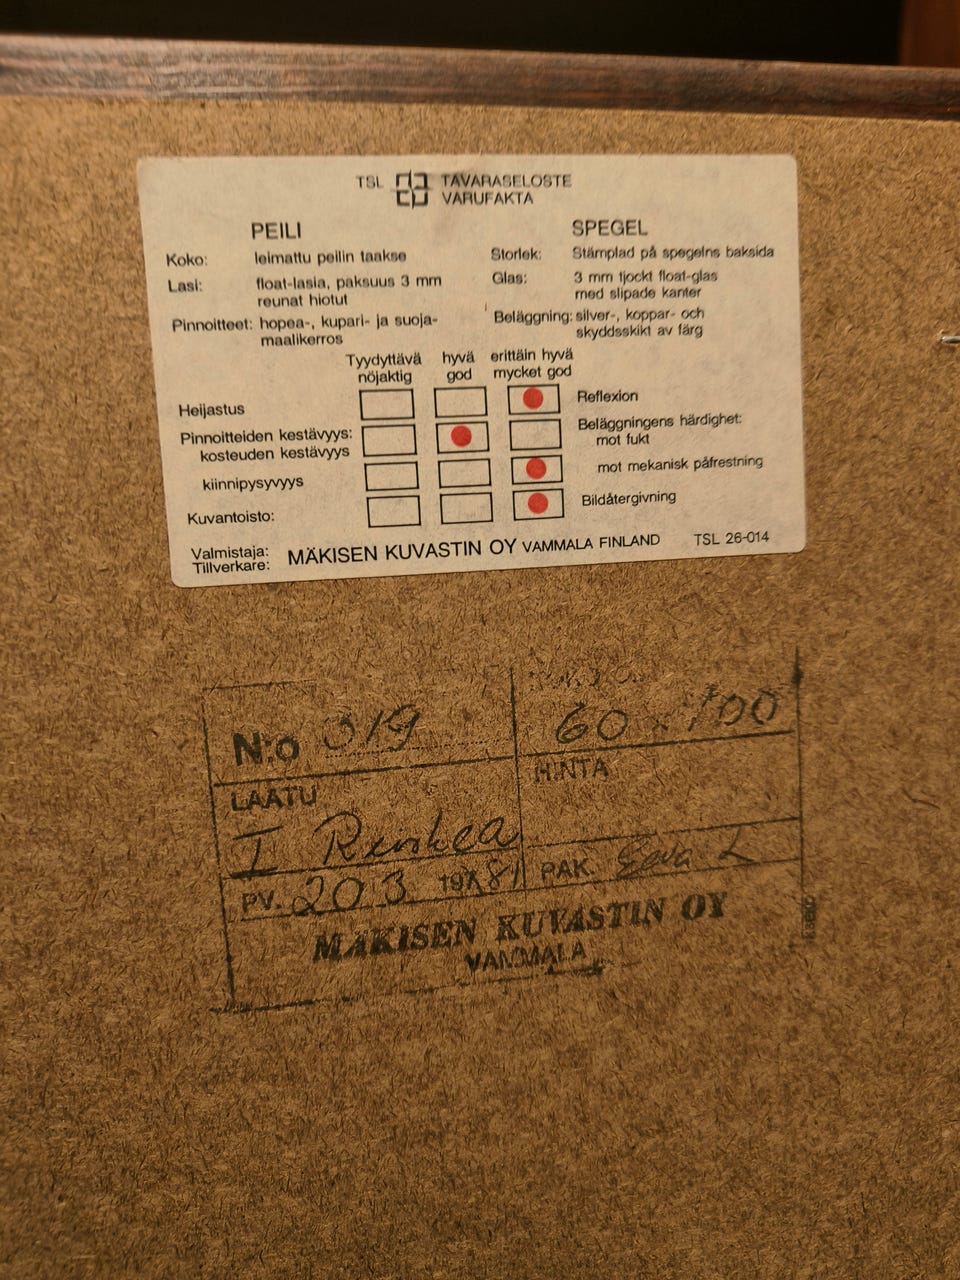 TSL TAVARASELOSTE
VARUFAKTA
PEILI SPEGEL
Koko: leimattu peilin taakse Storlek: Stämplad på spegelns baksida
Lasi: float-lasia, paksuus 3 mm Glas: 3 mm tjockt float-glas
reunat hiotut med slipade kanter
Pinnoitteet: hopea-, kupari- ja suoja- Beläggning: silver-, koppar- och
maalikerros skyddsskikt av färg
Tyydyttävä hyvä erittäin hyvä
nöjaktig god mycket god
Heijastus Reflexion
Pinnoitteiden kestävyys: Beläggningens härdighet:
kosteuden kestävyys mot fukt
kiinnipysyvyys mot mekanisk påfrestning
Kuvantoisto: Bildåtergivning
Valmistaja: MÄKISEN KUVASTIN OY VAMMALA FINLAND TSL 26-014
Tillverkare:
N:o 319 60 x 100
LAATU HINTA
I
PV. 20 3 1981 PAK. Eeva L
MÄKISEN KUVASTIN OY
VAMMALA